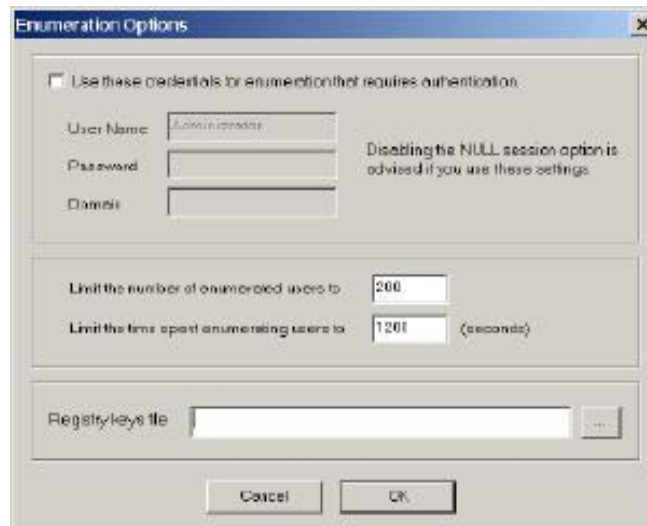 Enumeration Options
Use these credentials for enumeration that requires authentication
User Name
Administrator
Password
Domain
Disabling the NULL session option is
advised if you use these settings
Limit the number of enumerated users to
200
Limit the time spent enumerating users to
1200
(seconds)
Registry keys file
...
Cancel
OK